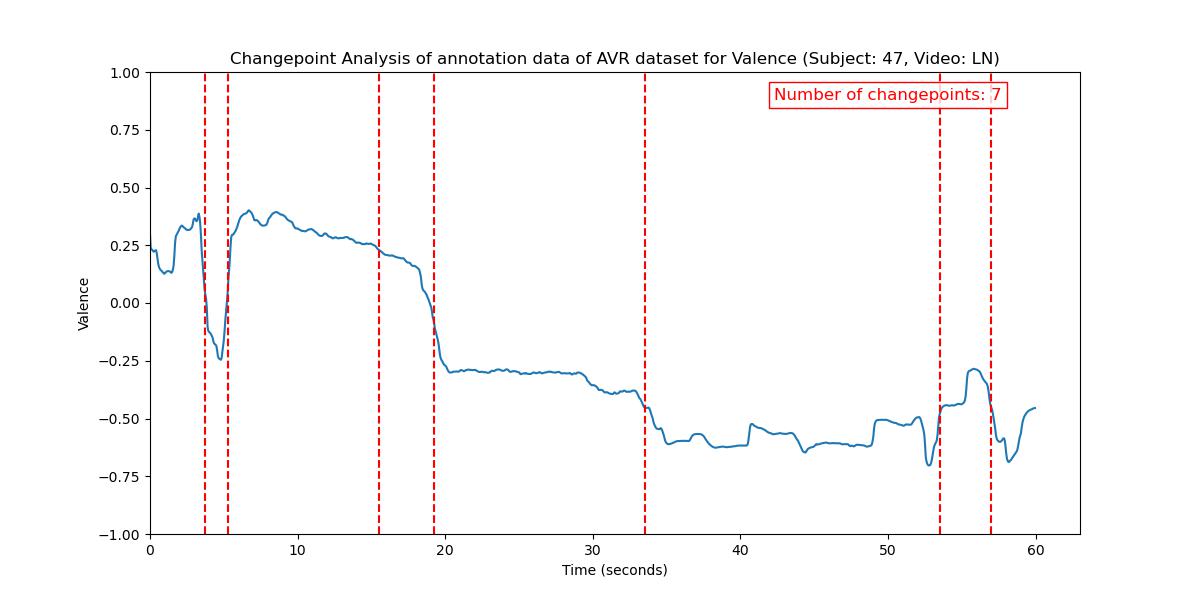 Changepoint Analysis of annotation data of AVR dataset for Valence (Subject: 47, Video: LN)
Number of changepoints: 7
1.00
0.75
0.50
0.25
0.00
−0.25
−0.50
−0.75
−1.00
Valence
0 10 20 30 40 50 60
Time (seconds)